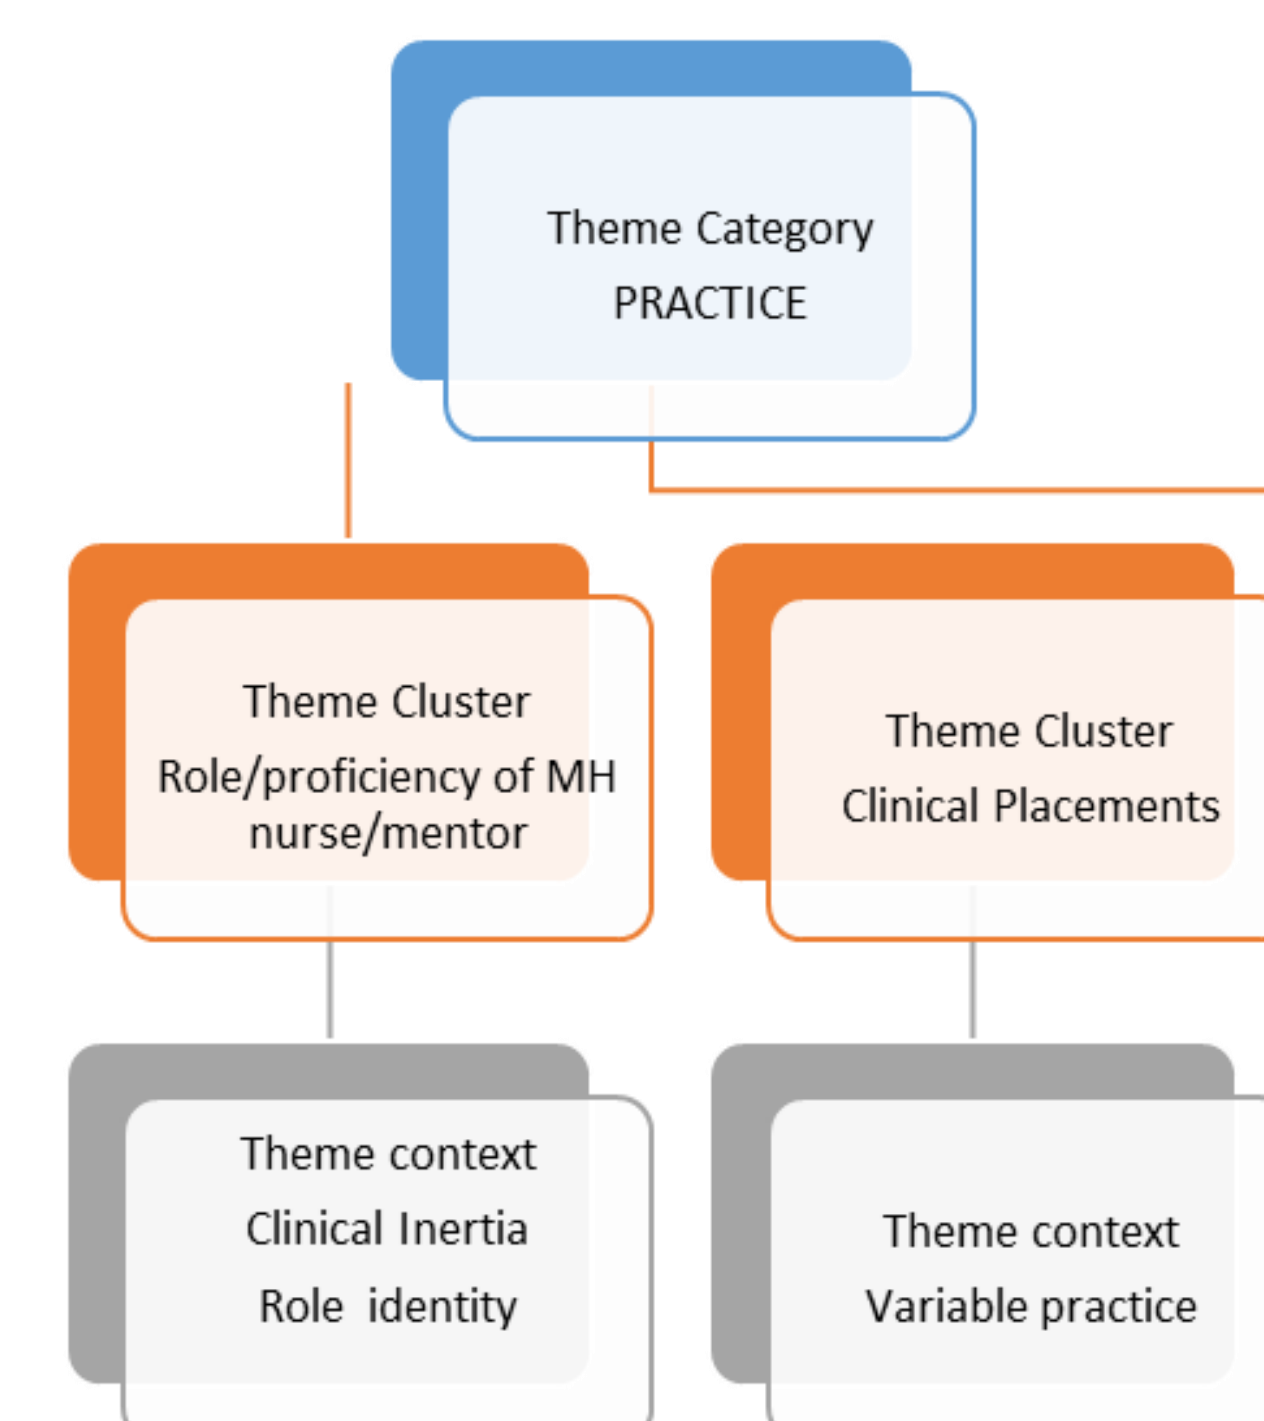 Theme Category
PRACTICE
Theme Cluster
Role/proficiency of MH
nurse/mentor
Theme Cluster
Clinical Placements
Theme context
Clinical Inertia
Role identity
Theme context
Variable practice